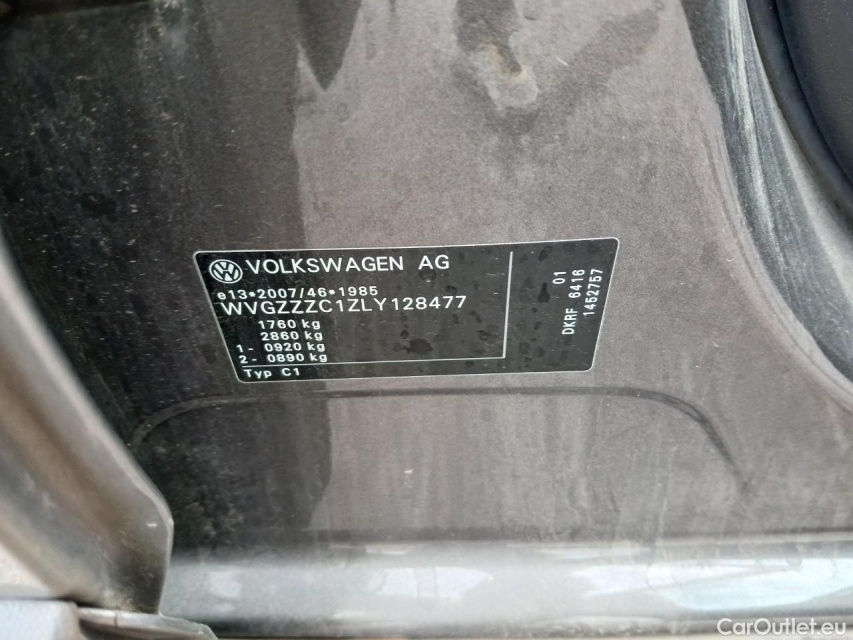 VOLKSWAGEN AG
e13*2007/46*1985
WVGZZZC1ZLY128477
1760 kg
2860 kg
1 - 0920 kg
2 - 0890 kg
Typ C1
01
DKRF 6416
1452757
CarOutlet.eu